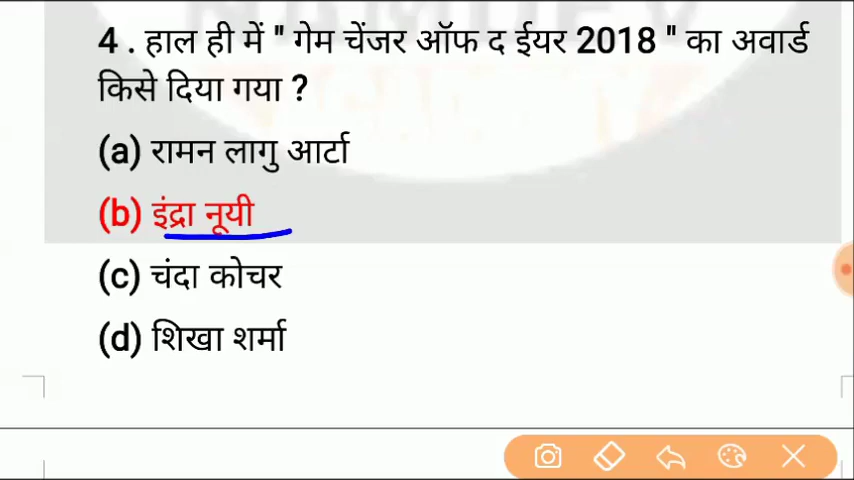 4 . हाल ही में " गेम चेंजर ऑफ द ईयर 2018 " का अवार्ड
किसे दिया गया ?
(a) रामन लागु आर्टा
(b) इंद्रा नूयी
(c) चंदा कोचर
(d) शिखा शर्मा